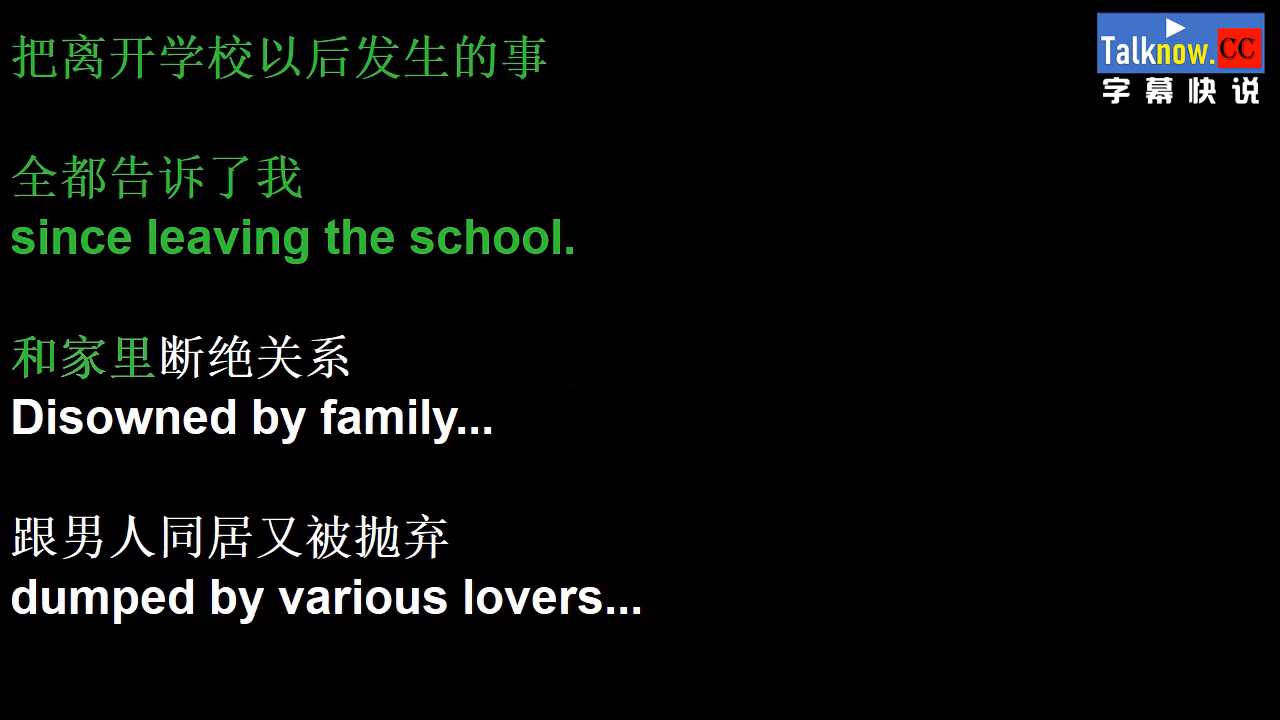 把离开学校以后发生的事
全都告诉了我
since leaving the school.
和家里断绝关系
Disowned by family...
跟男人同居又被抛弃
dumped by various lovers...
Talknow.CC
字幕快说